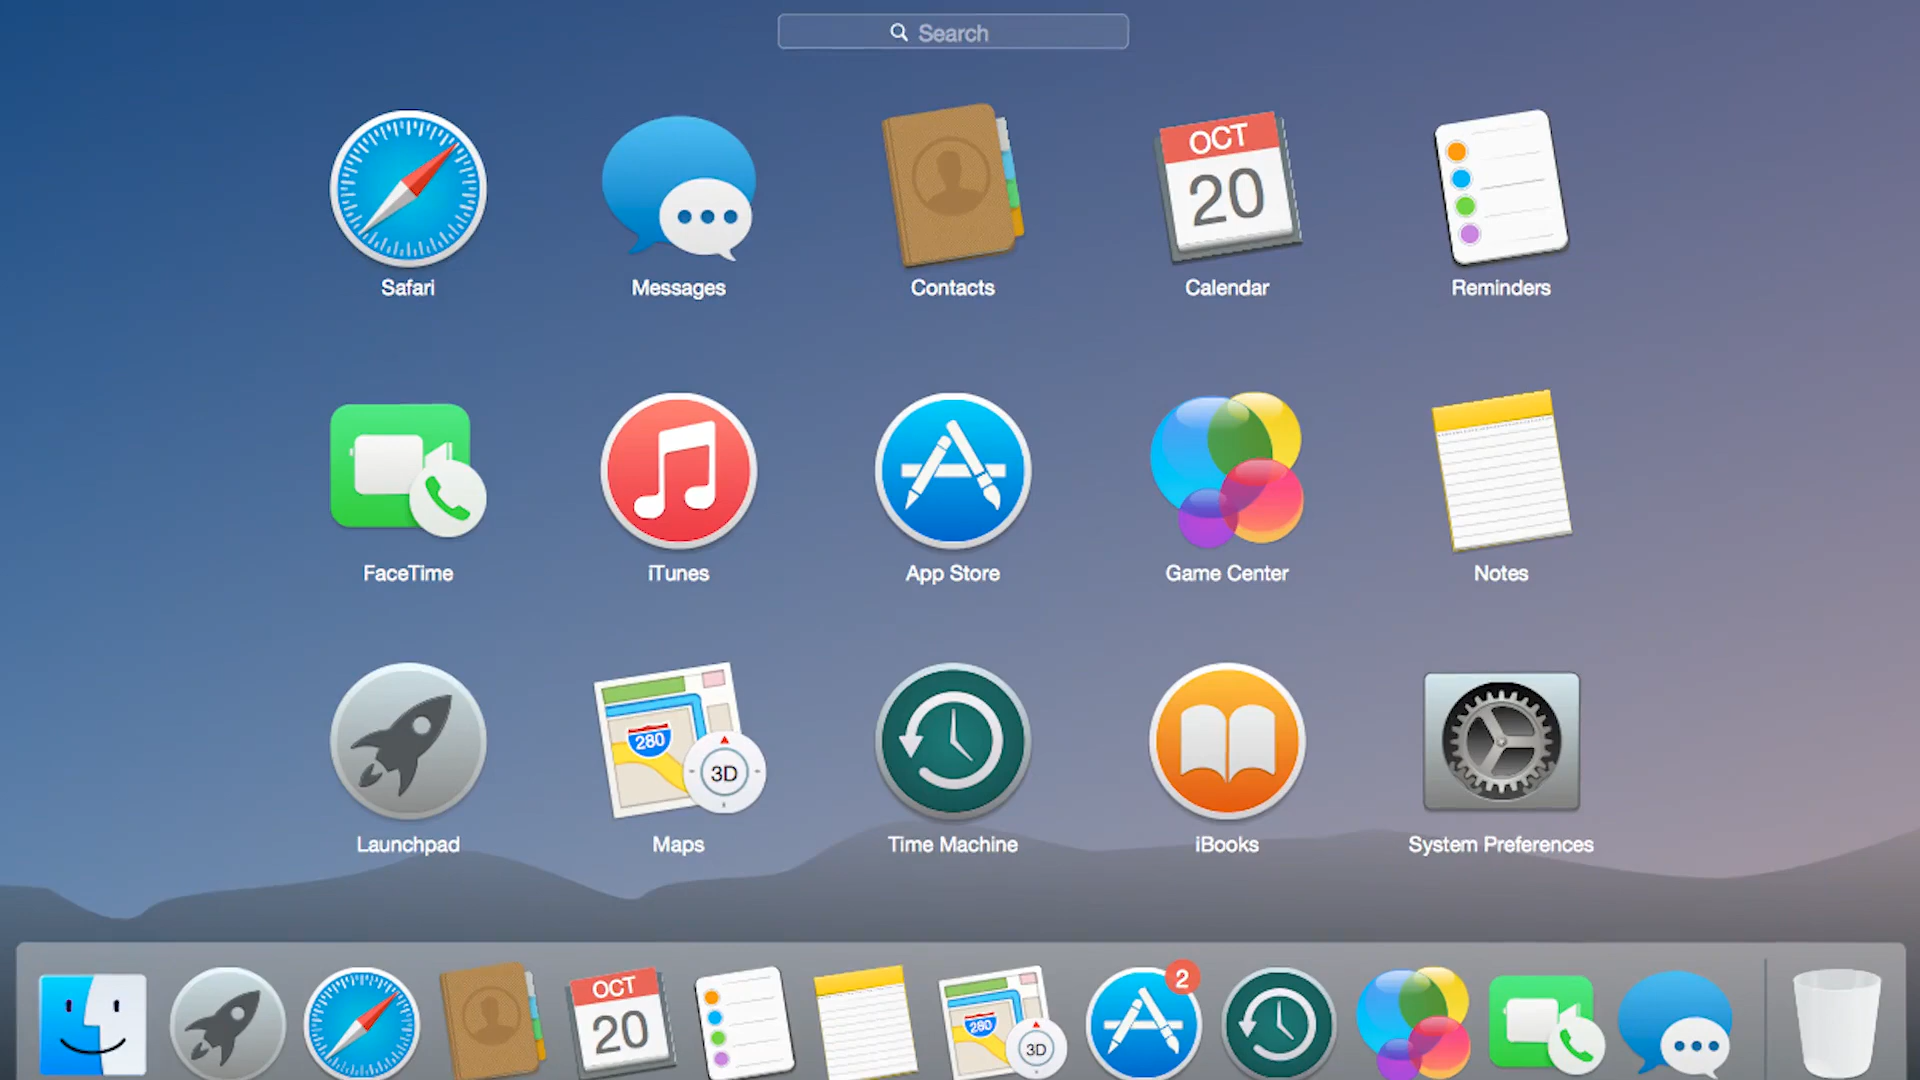 Search
OCT
20
Safari
Messages
Contacts
Calendar
Reminders
FaceTime
iTunes
App Store
Game Center
Notes
280
3D
Launchpad
Maps
Time Machine
iBooks
System Preferences
OCT
20
280
3D
2